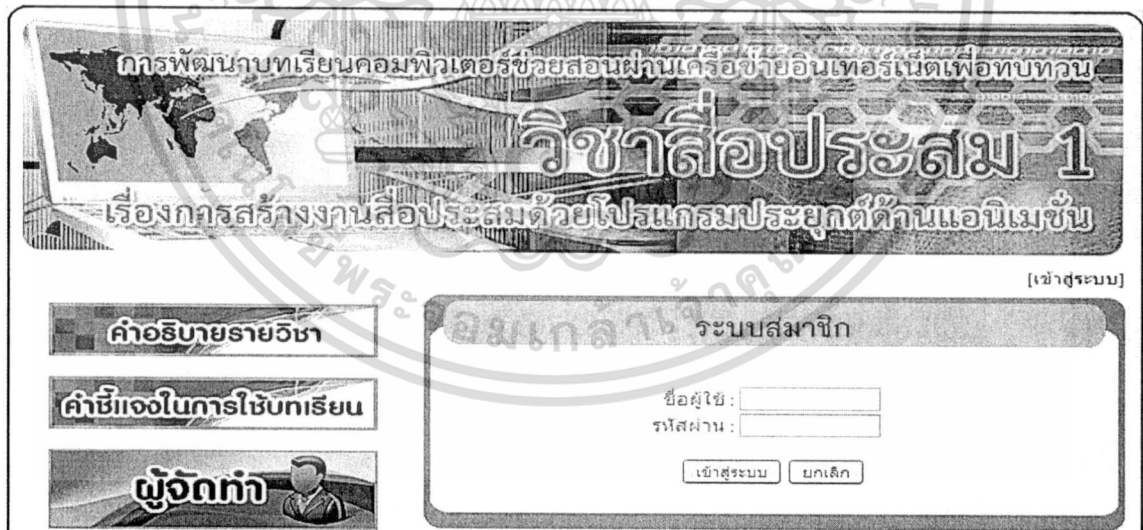 การพัฒนาบทเรียนคอมพิวเตอร์ช่วยสอนผ่านเครือข่ายอินเทอร์เน็ตเพื่อทบทวน
วิชาสื่อประสม 1
เรื่องการสร้างงานสื่อประสมด้วยโปรแกรมประยุกต์ด้านแอนิเมชั่น
[เข้าสู่ระบบ]
คำอธิบายรายวิชา
คำชี้แจงในการใช้บทเรียน
ผู้จัดทำ
ระบบสมาชิก
ชื่อผู้ใช้ :
รหัสผ่าน :
เข้าสู่ระบบ ยกเลิก